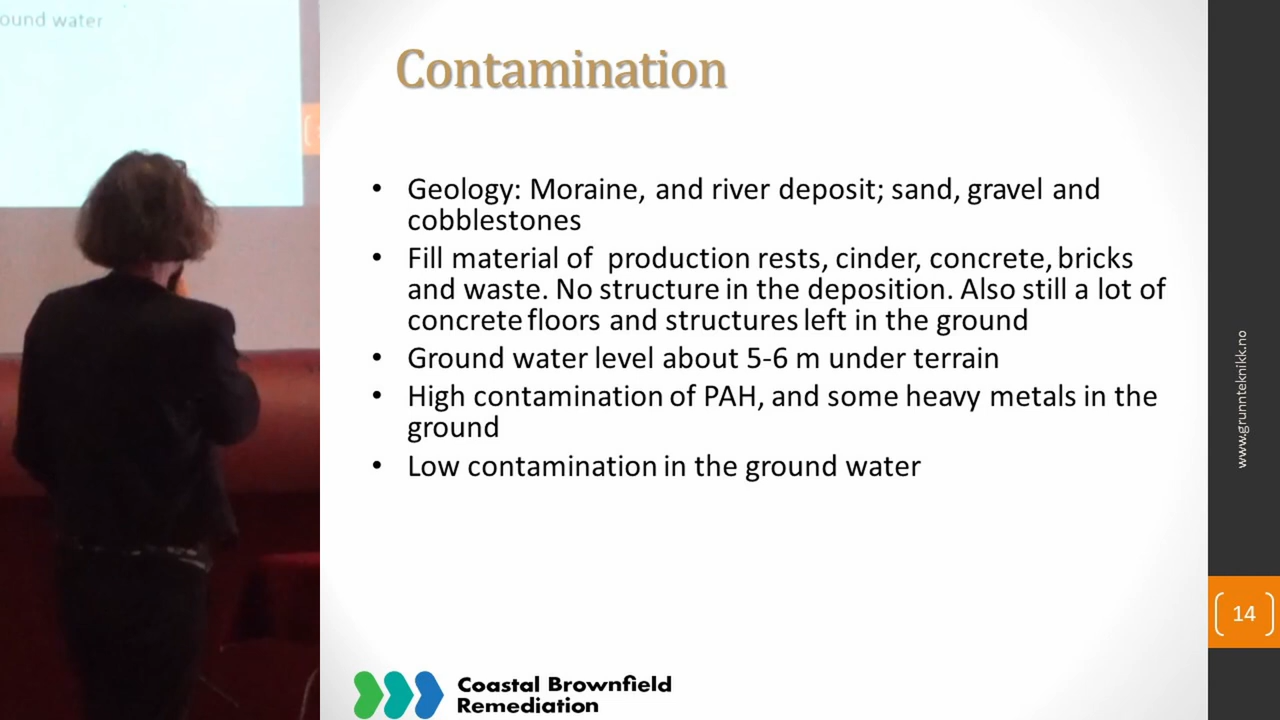 ound water
Contamination
• Geology: Moraine, and river deposit; sand, gravel and
cobblestones
• Fill material of production rests, cinder, concrete, bricks
and waste. No structure in the deposition. Also still a lot of
concrete floors and structures left in the ground
• Ground water level about 5-6 m under terrain
• High contamination of PAH, and some heavy metals in the
ground
• Low contamination in the ground water
www.grunnteknikk.no
14
Coastal Brownfield
Remediation